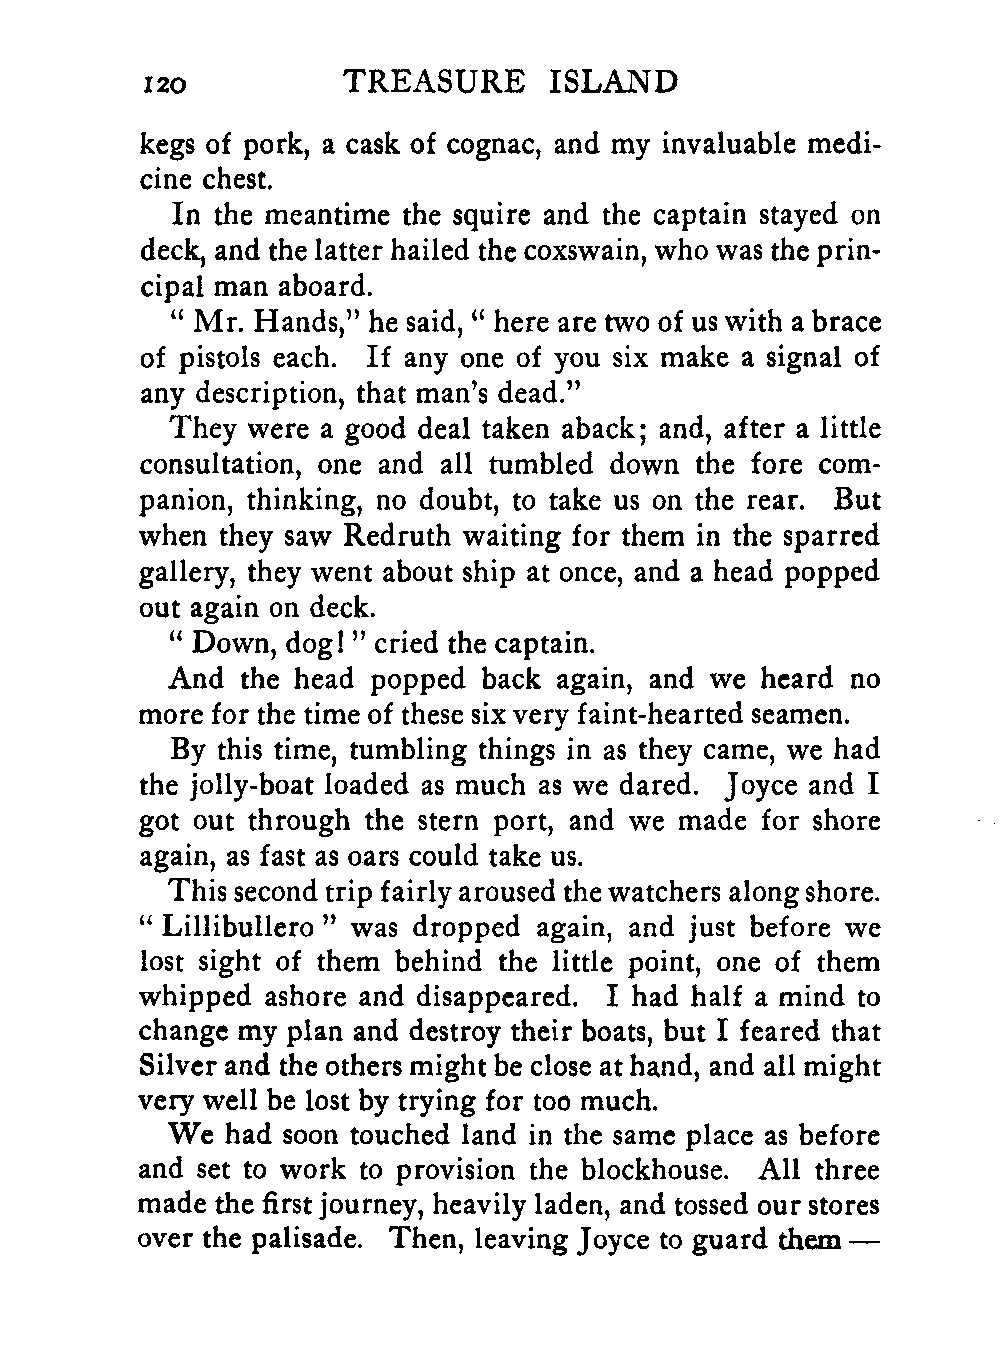 120 TREASURE ISLAND
kegs of pork, a cask of cognac, and my invaluable medi-
cine chest.
In the meantime the squire and the captain stayed on
deck, and the latter hailed the coxswain, who was the prin-
cipal man aboard.
“ Mr. Hands,” he said, “ here are two of us with a brace
of pistols each. If any one of you six make a signal of
any description, that man’s dead.”
They were a good deal taken aback; and, after a little
consultation, one and all tumbled down the fore com-
panion, thinking, no doubt, to take us on the rear. But
when they saw Redruth waiting for them in the sparred
gallery, they went about ship at once, and a head popped
out again on deck.
“ Down, dog! ” cried the captain.
And the head popped back again, and we heard no
more for the time of these six very faint-hearted seamen.
By this time, tumbling things in as they came, we had
the jolly-boat loaded as much as we dared. Joyce and I
got out through the stern port, and we made for shore
again, as fast as oars could take us.
This second trip fairly aroused the watchers along shore.
“ Lillibullero ” was dropped again, and just before we
lost sight of them behind the little point, one of them
whipped ashore and disappeared. I had half a mind to
change my plan and destroy their boats, but I feared that
Silver and the others might be close at hand, and all might
very well be lost by trying for too much.
We had soon touched land in the same place as before
and set to work to provision the blockhouse. All three
made the first journey, heavily laden, and tossed our stores
over the palisade. Then, leaving Joyce to guard them —